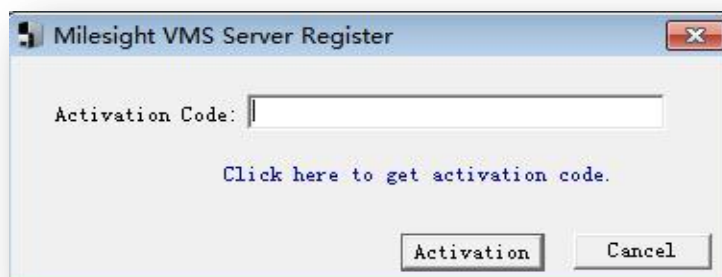 Milesight VMS Server Register
Activation Code:
Click here to get activation code.
Activation Cancel